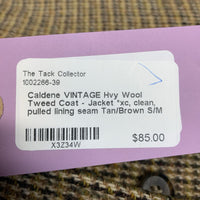 The Tack Collector
1002266-39
Caldene VINTAGE Hvy Wool
Tweed Coat - Jacket *xc, clean,
pulled lining seam Tan/Brown S/M
X3Z34W
$85.00